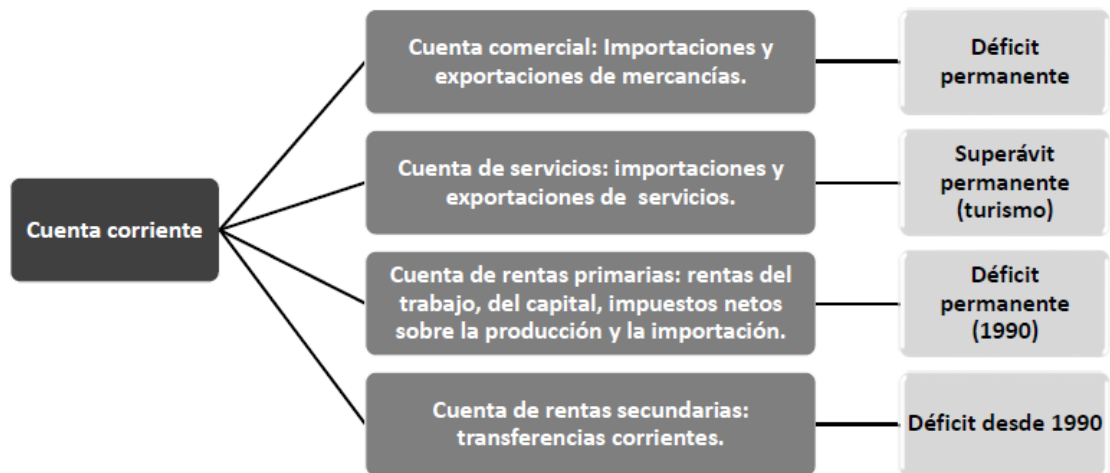 Cuenta corriente
Cuenta comercial: Importaciones y
exportaciones de mercancías.
Déficit
permanente
Cuenta de servicios: importaciones y
exportaciones de servicios.
Superávit
permanente
(turismo)
Cuenta de rentas primarias: rentas del
trabajo, del capital, impuestos netos
sobre la producción y la importación.
Déficit
permanente
(1990)
Cuenta de rentas secundarias:
transferencias corrientes.
Déficit desde 1990